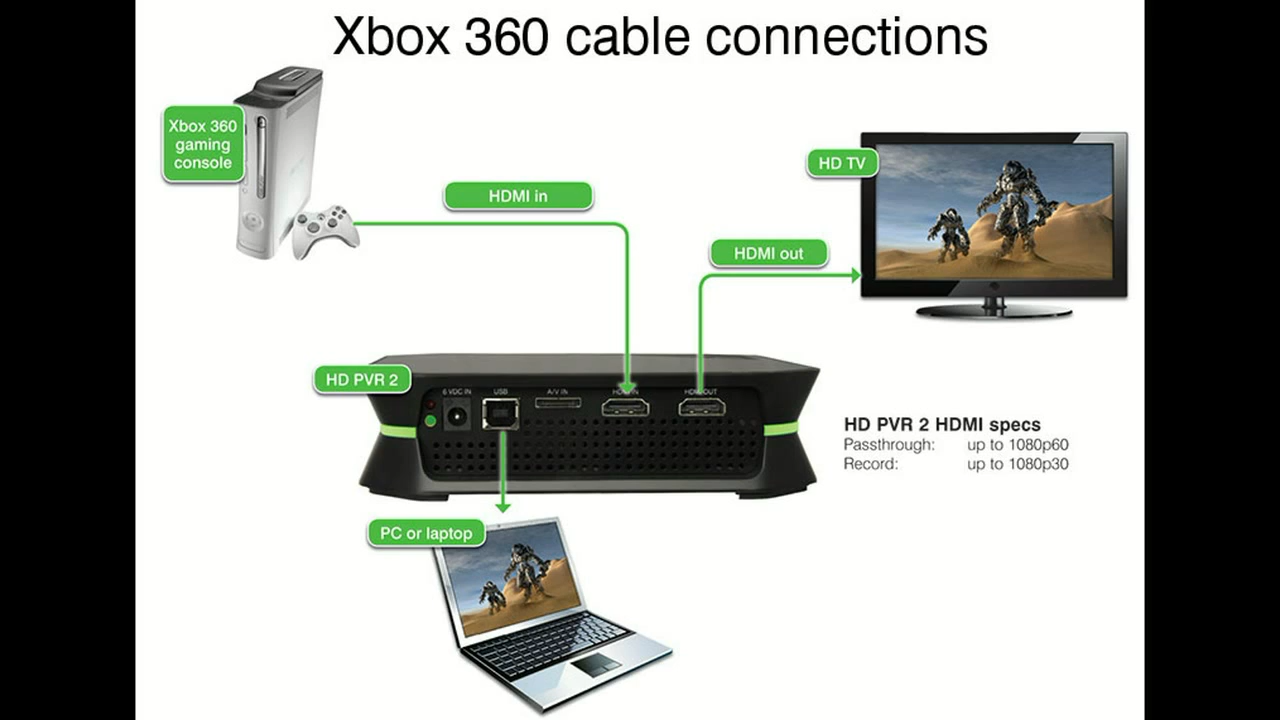 Xbox 360 cable connections
Xbox 360
gaming
console
HDMI in
HD TV
HDMI out
HD PVR 2
6 VDC IN
USB
A/V IN
HDMI IN
HDMI OUT
HD PVR 2 HDMI specs
Passthrough: up to 1080p60
Record: up to 1080p30
PC or laptop